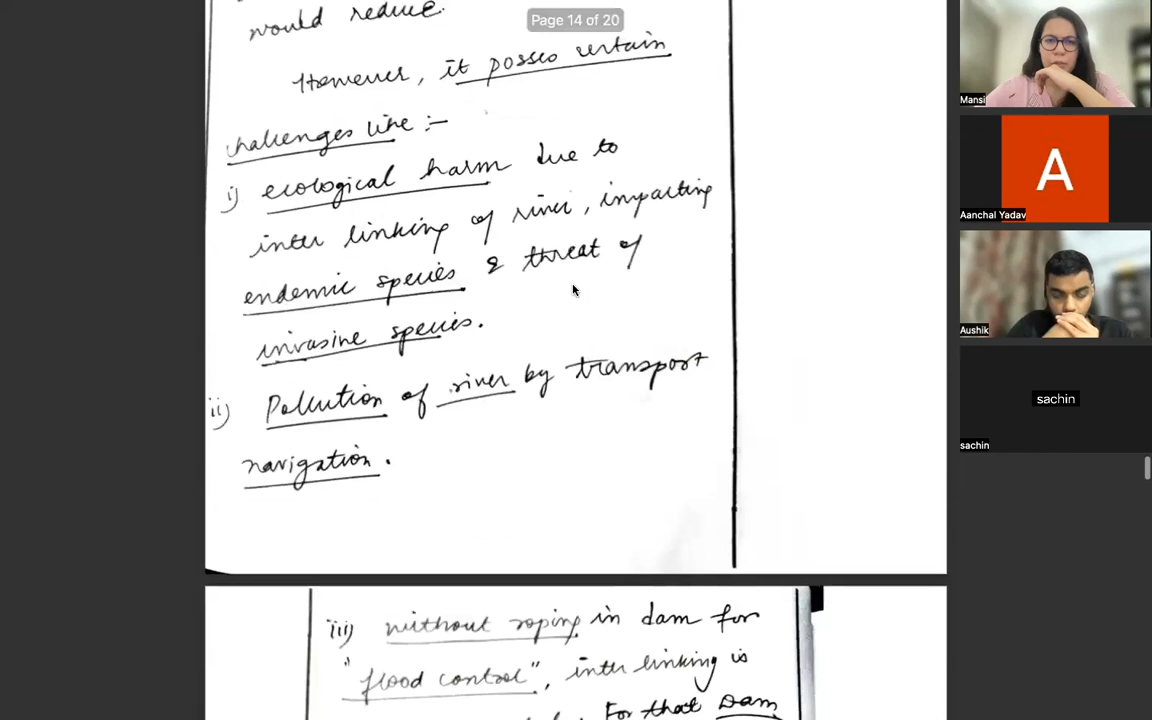 would reduce.
Page 14 of 20
However, it posses certain
challenges like :-
i) ecological harm due to
inter linking of river, impacting
endemic species & threat of
invasive species.
ii) Pollution of river by transport
navigation.
iii) without roping in dam for
"flood control", inter linking is
For that Dam
Mansi
A
Aanchal Yadav
Aushik
sachin
sachin